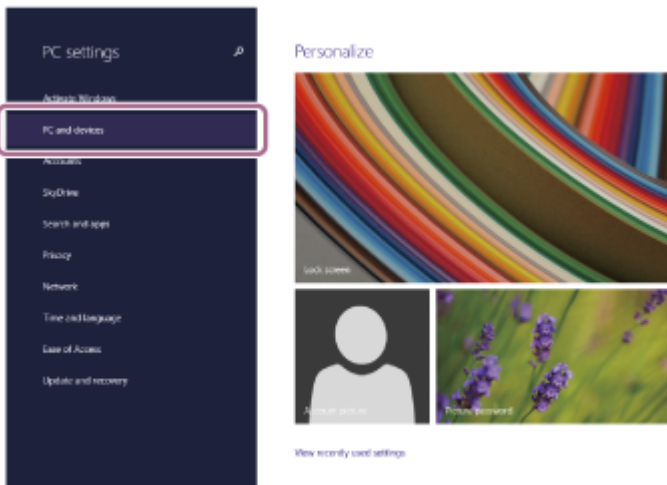 PC settings
Personalize
Activate Windows
PC and devices
Accounts
SkyDrive
Search and apps
Privacy
Network
Time and language
Ease of Access
Update and recovery
Lock screen
Account picture
Picture password
View recently used settings